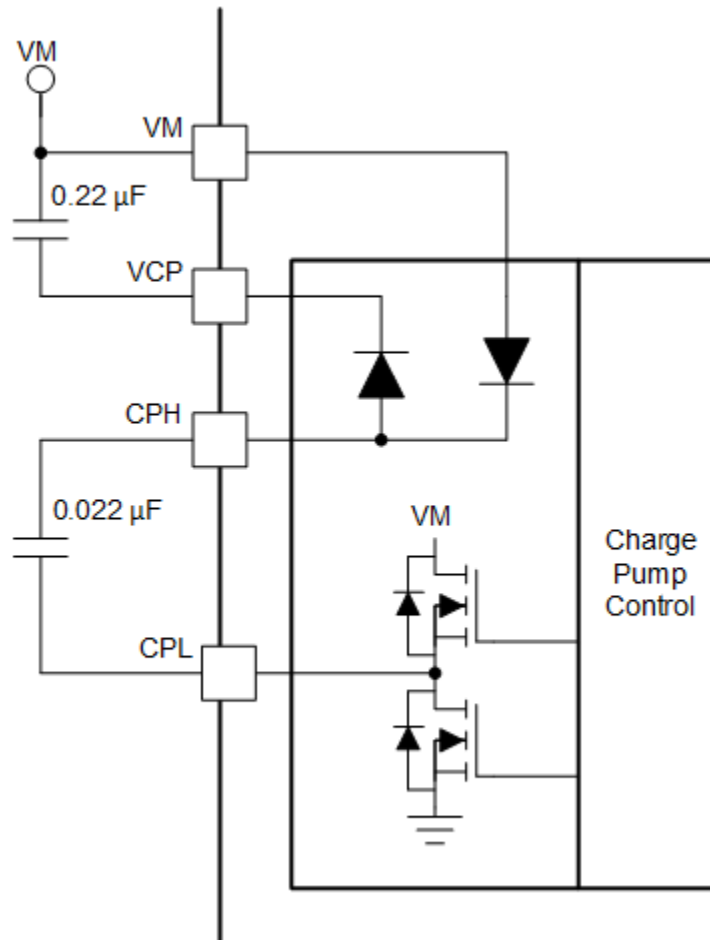 VM
VM
0.22 µF
VCP
CPH
0.022 µF
VM
Charge
Pump
Control
CPL